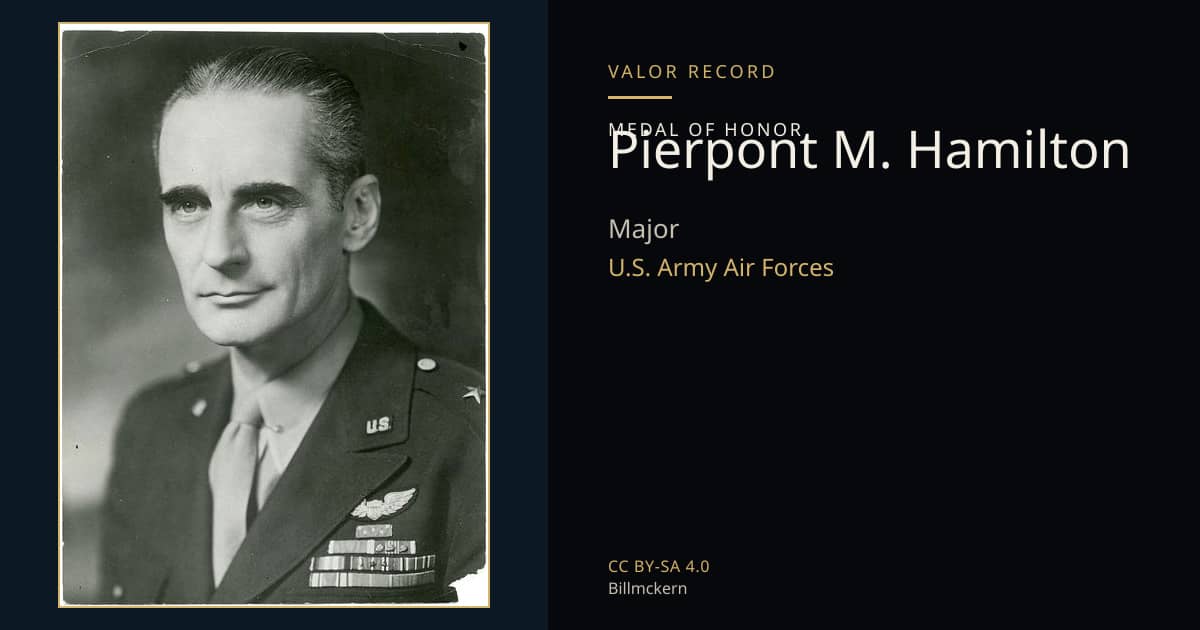 VALOR RECORD
MEDAL OF HONOR
Pierpont M. Hamilton
Major
U.S. Army Air Forces
U.S.
CC BY-SA 4.0
Billmckern